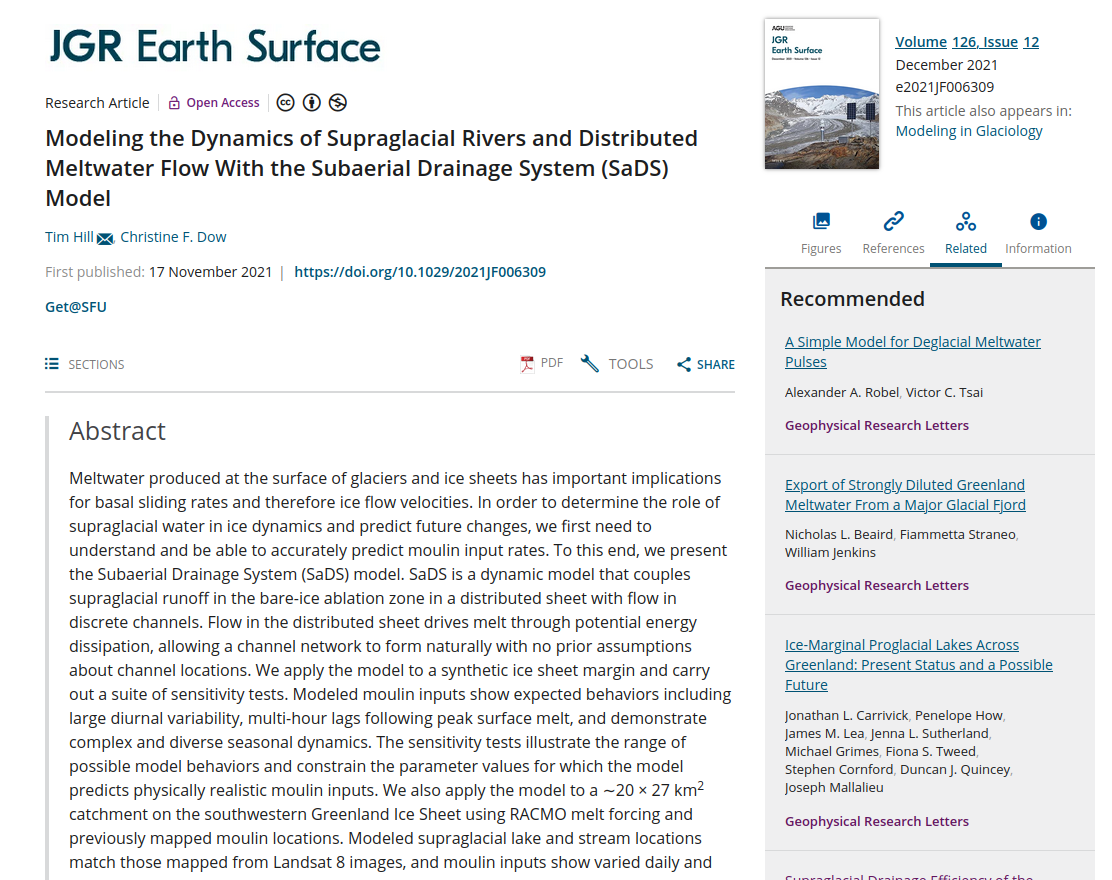 JGR Earth Surface
Research Article
Open Access
Modeling the Dynamics of Supraglacial Rivers and Distributed
Meltwater Flow With the Subaerial Drainage System (SaDS)
Model
Tim Hill, Christine F. Dow
First published: 17 November 2021 | https://doi.org/10.1029/2021JF006309
Get@SFU
SECTIONS
PDF
TOOLS
SHARE
Abstract
Meltwater produced at the surface of glaciers and ice sheets has important implications
for basal sliding rates and therefore ice flow velocities. In order to determine the role of
supraglacial water in ice dynamics and predict future changes, we first need to
understand and be able to accurately predict moulin input rates. To this end, we present
the Subaerial Drainage System (SaDS) model. SaDS is a dynamic model that couples
supraglacial runoff in the bare-ice ablation zone in a distributed sheet with flow in
discrete channels. Flow in the distributed sheet drives melt through potential energy
dissipation, allowing a channel network to form naturally with no prior assumptions
about channel locations. We apply the model to a synthetic ice sheet margin and carry
out a suite of sensitivity tests. Modeled moulin inputs show expected behaviors including
large diurnal variability, multi-hour lags following peak surface melt, and demonstrate
complex and diverse seasonal dynamics. The sensitivity tests illustrate the range of
possible model behaviors and constrain the parameter values for which the model
predicts physically realistic moulin inputs. We also apply the model to a ∼20 × 27 km²
catchment on the southwestern Greenland Ice Sheet using RACMO melt forcing and
previously mapped moulin locations. Modeled supraglacial lake and stream locations
match those mapped from Landsat 8 images, and moulin inputs show varied daily and
AGU
JGR
Earth Surface
Volume 126, Issue 12
December 2021
e2021JF006309
This article also appears in:
Modeling in Glaciology
Figures
References
Related
Information
Recommended
A Simple Model for Deglacial Meltwater
Pulses
Alexander A. Robel, Victor C. Tsai
Geophysical Research Letters
Export of Strongly Diluted Greenland
Meltwater From a Major Glacial Fjord
Nicholas L. Beaird, Fiammetta Straneo,
William Jenkins
Geophysical Research Letters
Ice-Marginal Proglacial Lakes Across
Greenland: Present Status and a Possible
Future
Jonathan L. Carrivick, Penelope How,
James M. Lea, Jenna L. Sutherland,
Michael Grimes, Fiona S. Tweed,
Stephen Cornford, Duncan J. Quincey,
Joseph Mallalieu
Geophysical Research Letters
Supraglacial Drainage Efficiency of the